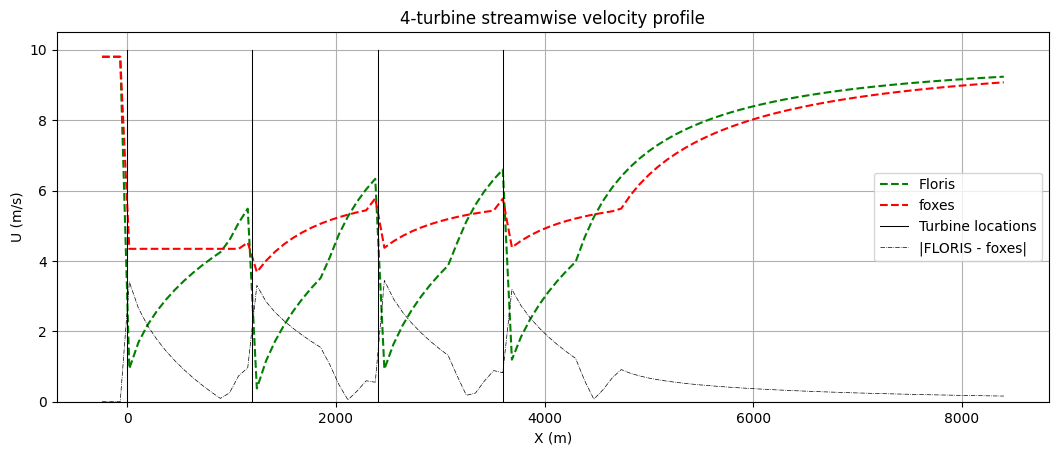 4-turbine streamwise velocity profile
10
8
6
4
2
0
U (m/s)
Floris
foxes
Turbine locations
|FLORIS - foxes|
0
2000
4000
6000
8000
X (m)